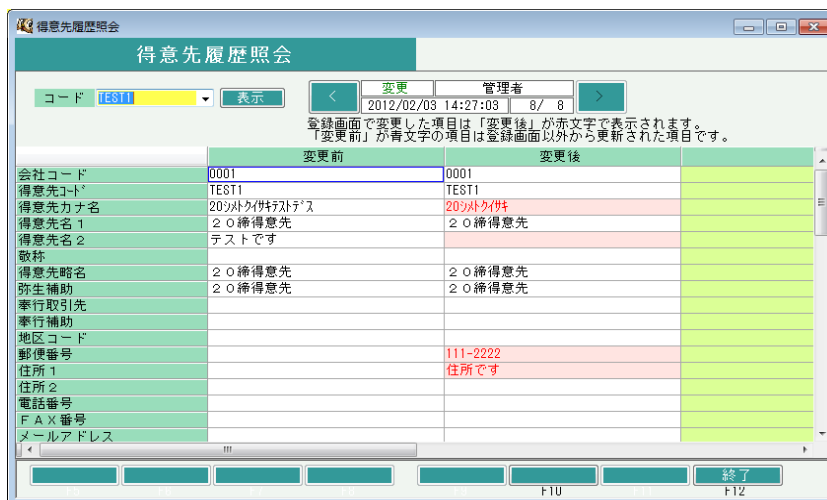 得意先履歴照会
得意先履歴照会
コード TEST1 表示 < 変更 管理者 >
2012/02/03 14:27:03 8/ 8
登録画面で変更した項目は「変更後」が赤文字で表示されます。
「変更前」が青文字の項目は登録画面以外から更新された項目です。
変更前 変更後
会社コード 0001 0001
得意先ｺｰﾄﾞ TEST1 TEST1
得意先カナ名 20ｼﾒﾄｸｲｻｷﾃｽﾄﾃﾞｽ 20ｼﾒﾄｸｲｻｷ
得意先名１ ２０締得意先 ２０締得意先
得意先名２ テストです
敬称
得意先略名 ２０締得意先 ２０締得意先
弥生補助 ２０締得意先 ２０締得意先
奉行取引先
奉行補助
地区コード
郵便番号 111-2222
住所１ 住所です
住所２
電話番号
ＦＡＸ番号
メールアドレス
終了
F10 F12